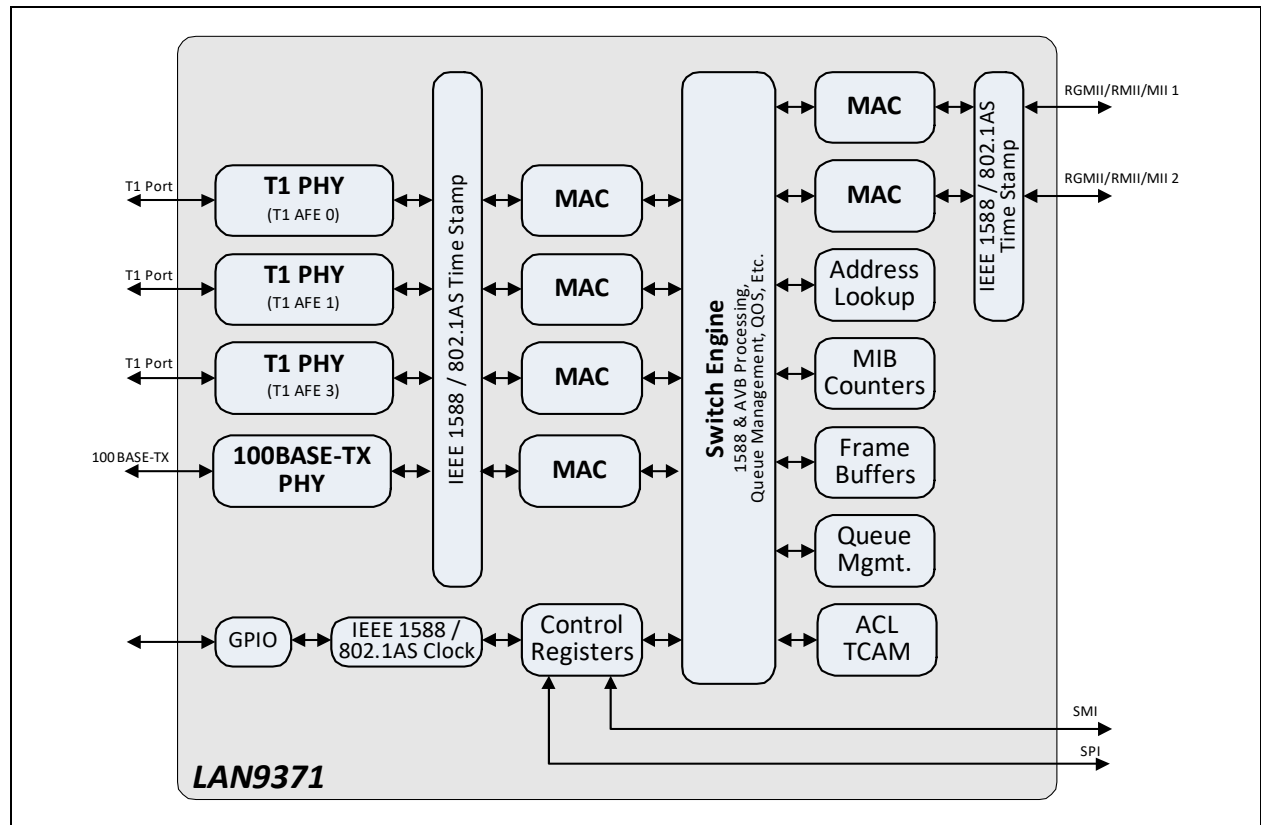 T1 Port
T1 PHY
(T1 AFE 0)
T1 Port
T1 PHY
(T1 AFE 1)
T1 Port
T1 PHY
(T1 AFE 3)
100BASE-TX
100BASE-TX
PHY
IEEE 1588 / 802.1AS Time Stamp
MAC
MAC
MAC
MAC
Switch Engine
1588 & AVB Processing,
Queue Management, QOS, Etc.
MAC
MAC
Address
Lookup
MIB
Counters
Frame
Buffers
Queue
Mgmt.
ACL
TCAM
IEEE 1588 / 802.1AS
Time Stamp
RGMII/RMII/MII 1
RGMII/RMII/MII 2
GPIO
IEEE 1588 /
802.1AS Clock
Control
Registers
SMI
SPI
LAN9371